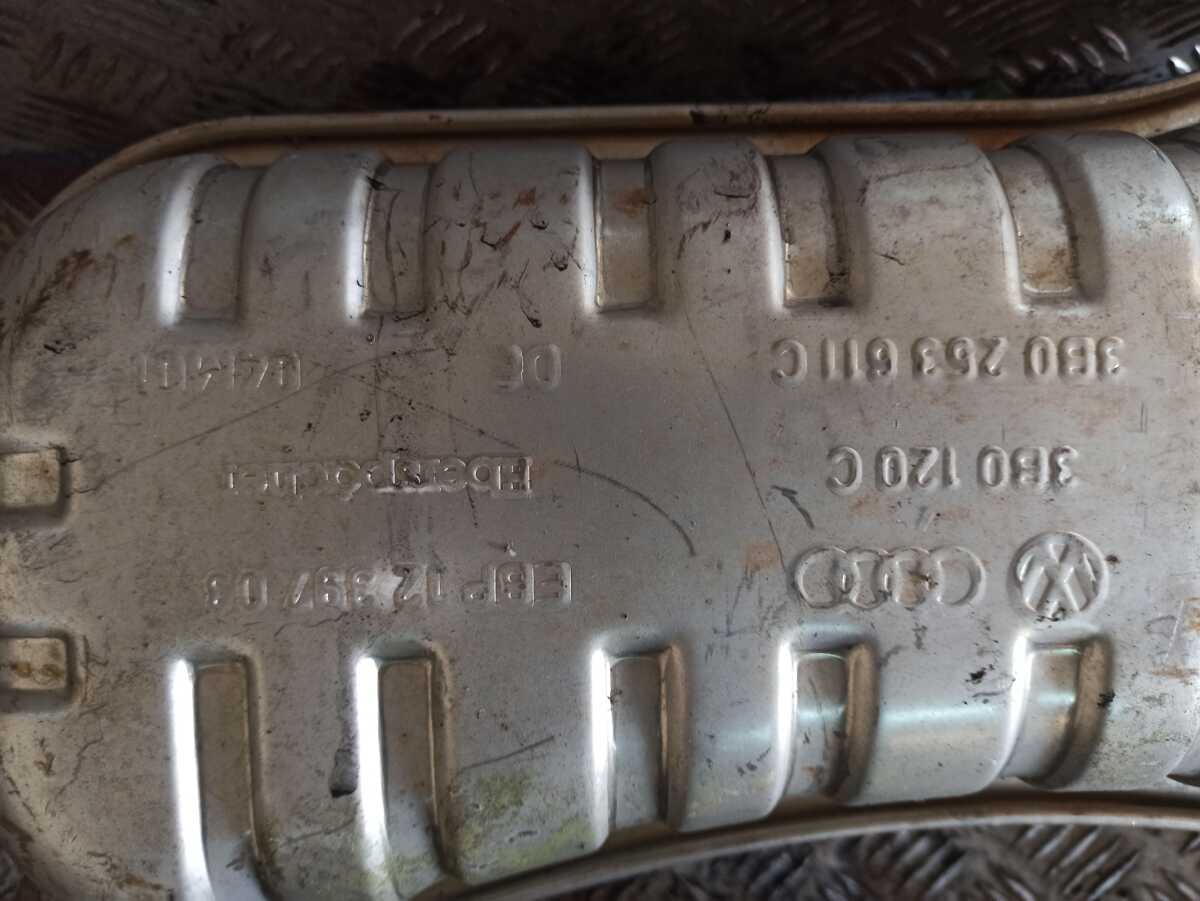 EBP 12 397 03
3B0 120 C Eberspächer
3B0 253 611 C